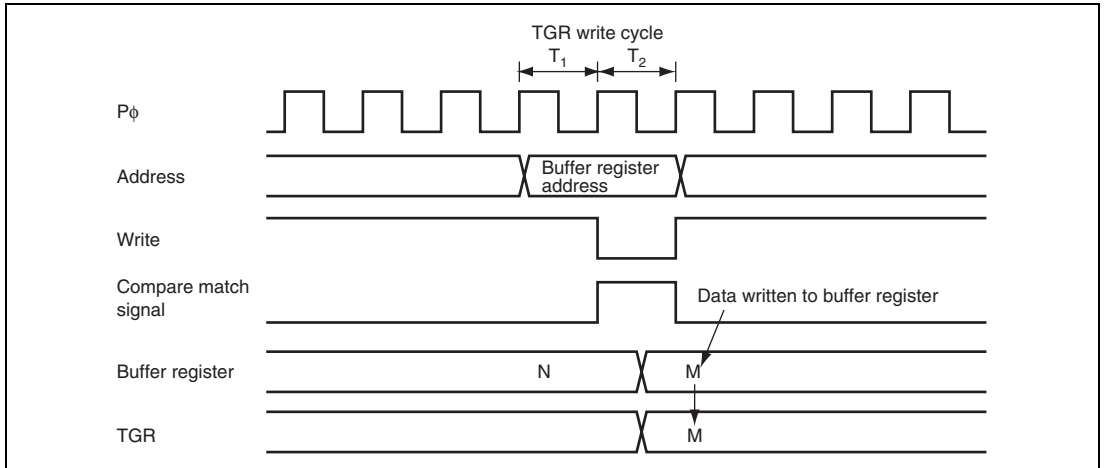 TGR write cycle
T1 T2
Pϕ
Address
Buffer register
address
Write
Compare match
signal
Data written to buffer register
Buffer register
N
M
TGR
M